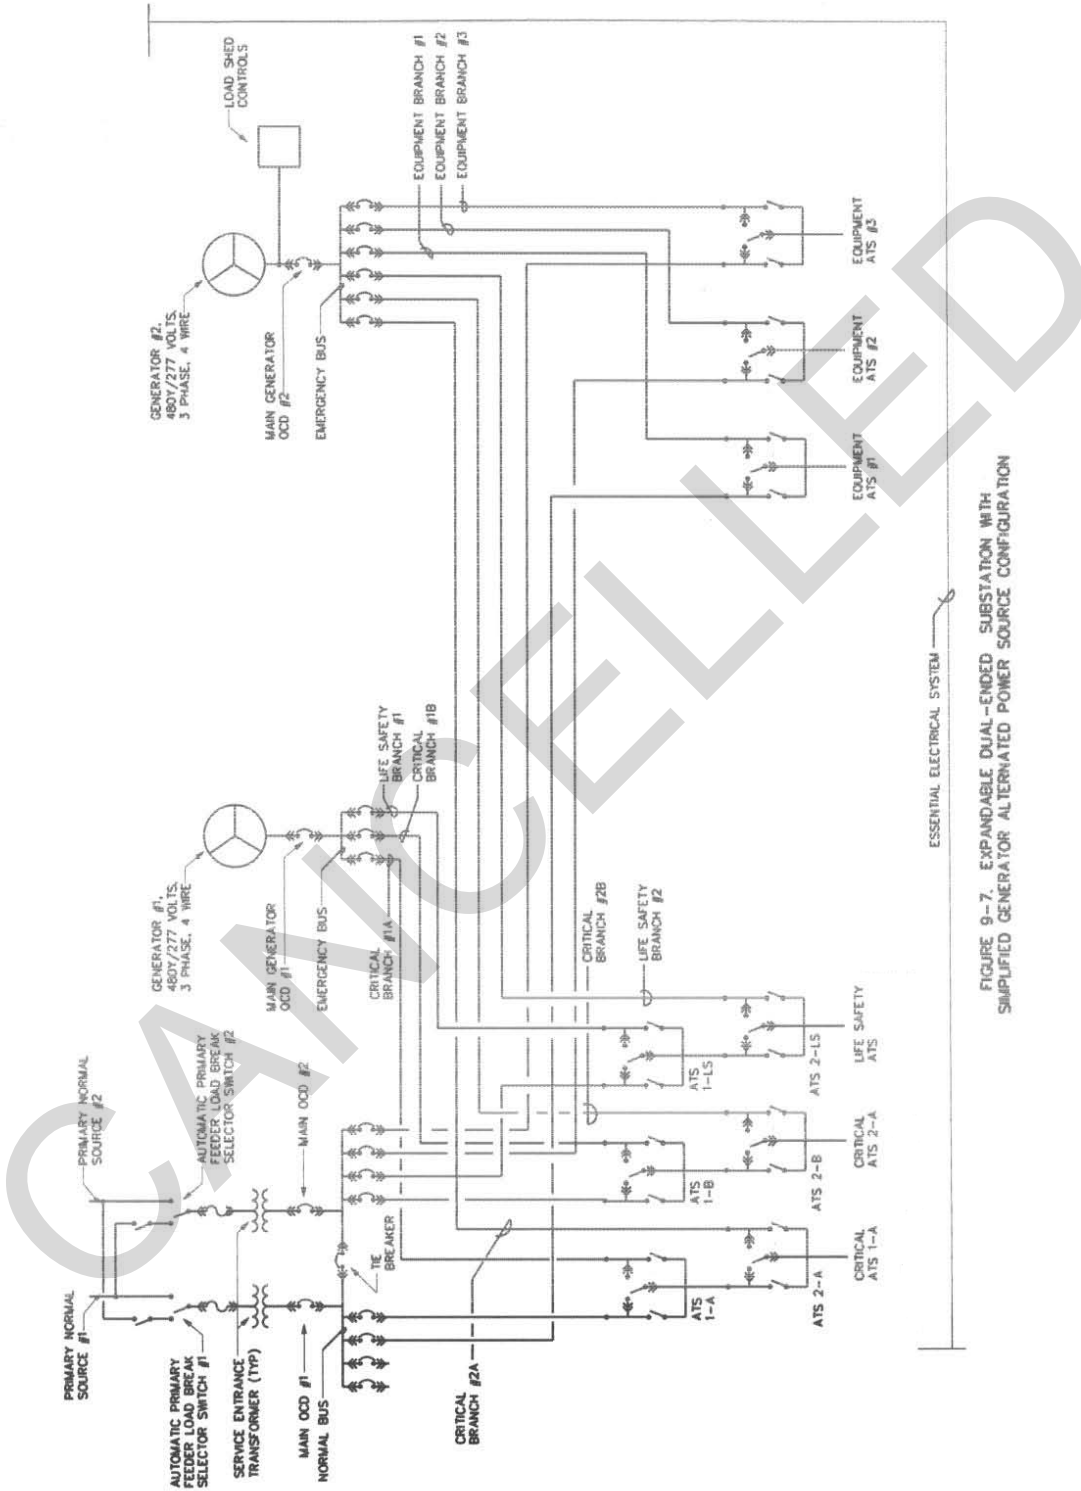 PRIMARY NORMAL
SOURCE #1
PRIMARY NORMAL
SOURCE #2
AUTOMATIC PRIMARY
FEEDER LOAD BREAK
SELECTOR SWITCH #1
AUTOMATIC PRIMARY
FEEDER LOAD BREAK
SELECTOR SWITCH #2
SERVICE ENTRANCE
TRANSFORMER (TYP)
MAIN OCD #1
MAIN OCD #2
NORMAL BUS
TIE
BREAKER
GENERATOR #1,
480Y/277 VOLTS,
3 PHASE, 4 WIRE
MAIN GENERATOR
OCD #1
EMERGENCY BUS
CRITICAL
BRANCH #1A
LIFE SAFETY
BRANCH #1
CRITICAL
BRANCH #1B
GENERATOR #2,
480Y/277 VOLTS,
3 PHASE, 4 WIRE
LOAD SHED
CONTROLS
MAIN GENERATOR
OCD #2
EMERGENCY BUS
EQUIPMENT BRANCH #1
EQUIPMENT BRANCH #2
EQUIPMENT BRANCH #3
CRITICAL
BRANCH #2A
CRITICAL
BRANCH #2B
LIFE SAFETY
BRANCH #2
ATS
1-A
ATS
1-B
ATS
1-LS
ATS 2-A
ATS 2-B
ATS 2-LS
CRITICAL
ATS 1-A
CRITICAL
ATS 2-A
LIFE SAFETY
ATS
EQUIPMENT
ATS #1
EQUIPMENT
ATS #2
EQUIPMENT
ATS #3
ESSENTIAL ELECTRICAL SYSTEM
FIGURE 9-7. EXPANDABLE DUAL-ENDED SUBSTATION WITH
SIMPLIFIED GENERATOR ALTERNATED POWER SOURCE CONFIGURATION
CANCELLED